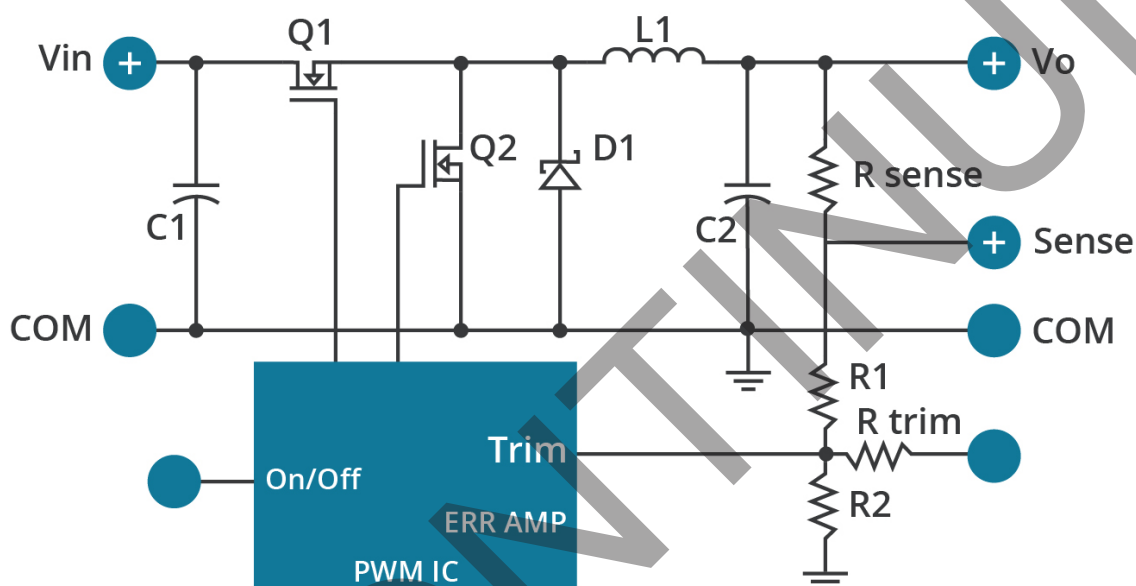 Q1
L1
Vin
+
+
Vo
Q2
D1
R sense
C1
C2
+
Sense
COM
COM
R1
R trim
Trim
On/Off
R2
ERR AMP
PWM IC